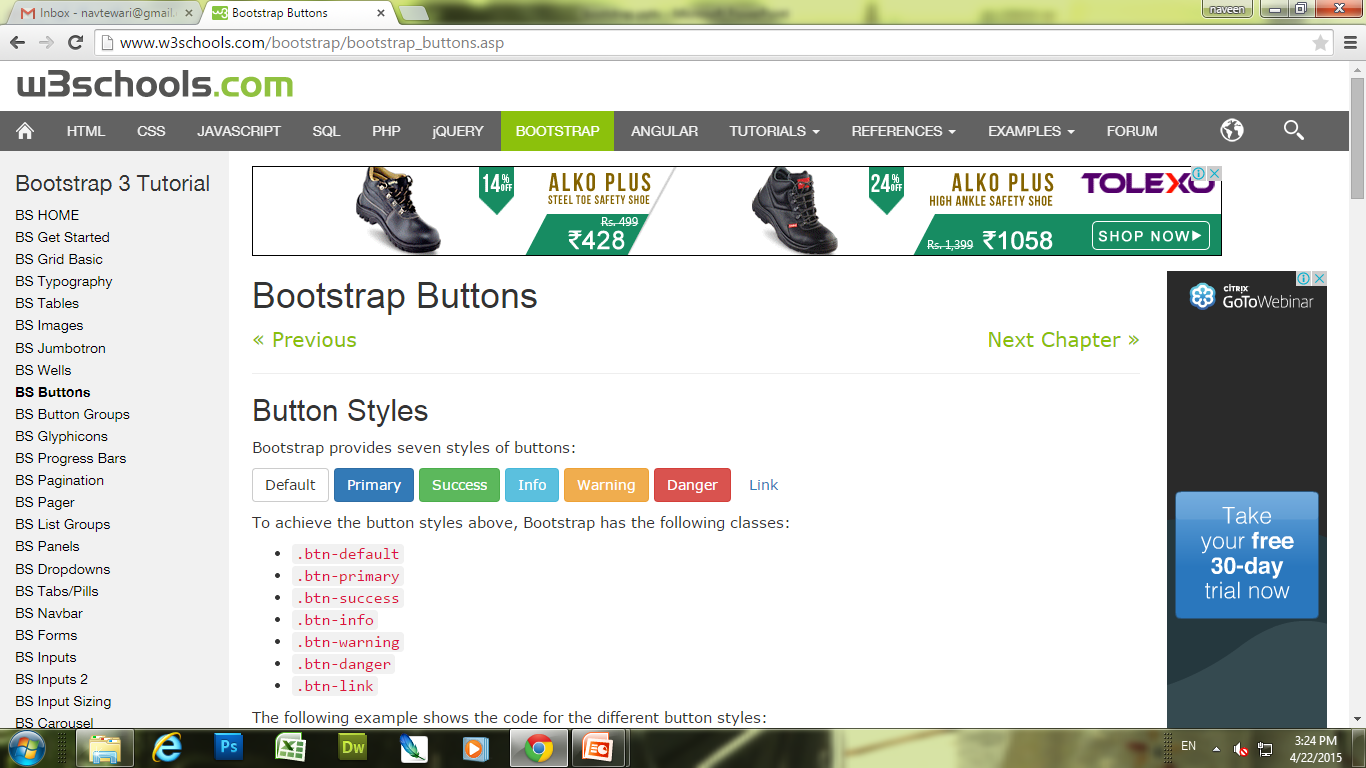 Inbox - navtewari@gmail.
Bootstrap Buttons
naveen
www.w3schools.com/bootstrap/bootstrap_buttons.asp
w3schools.com
HTML CSS JAVASCRIPT SQL PHP jQUERY BOOTSTRAP ANGULAR TUTORIALS REFERENCES EXAMPLES FORUM
Bootstrap 3 Tutorial
BS HOME
BS Get Started
BS Grid Basic
BS Typography
BS Tables
BS Images
BS Jumbotron
BS Wells
BS Buttons
BS Button Groups
BS Glyphicons
BS Progress Bars
BS Pagination
BS Pager
BS List Groups
BS Panels
BS Dropdowns
BS Tabs/Pills
BS Navbar
BS Forms
BS Inputs
BS Inputs 2
BS Input Sizing
BS Carousel
14% OFF
ALKO PLUS
STEEL TOE SAFETY SHOE
Rs. 499
₹428
24% OFF
ALKO PLUS
HIGH ANKLE SAFETY SHOE
Rs. 1,399 ₹1058
TOLEXO
SHOP NOW
Bootstrap Buttons
« Previous
Next Chapter »
Button Styles
Bootstrap provides seven styles of buttons:
Default Primary Success Info Warning Danger Link
To achieve the button styles above, Bootstrap has the following classes:
.btn-default
.btn-primary
.btn-success
.btn-info
.btn-warning
.btn-danger
.btn-link
The following example shows the code for the different button styles:
CITRIX
GoToWebinar
Take
your free
30-day
trial now
Ps
Dw
EN
3:24 PM
4/22/2015